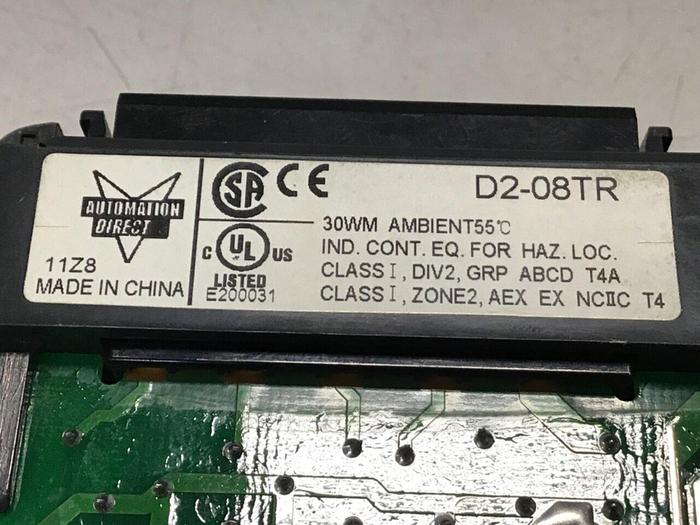 AUTOMATION
DIRECT
11Z8
MADE IN CHINA
CSA CE
D2-08TR
C UL US
LISTED
E200031
30WM AMBIENT55℃
IND. CONT. EQ. FOR HAZ. LOC.
CLASS I, DIV2, GRP ABCD T4A
CLASS I, ZONE2, AEX EX NCⅡC T4